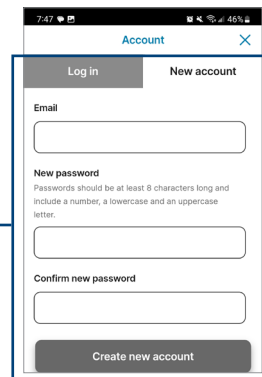 7:47
46%
Account
Log in New account
Email
New password
Passwords should be at least 8 characters long and
include a number, a lowercase and an uppercase
letter.
Confirm new password
Create new account